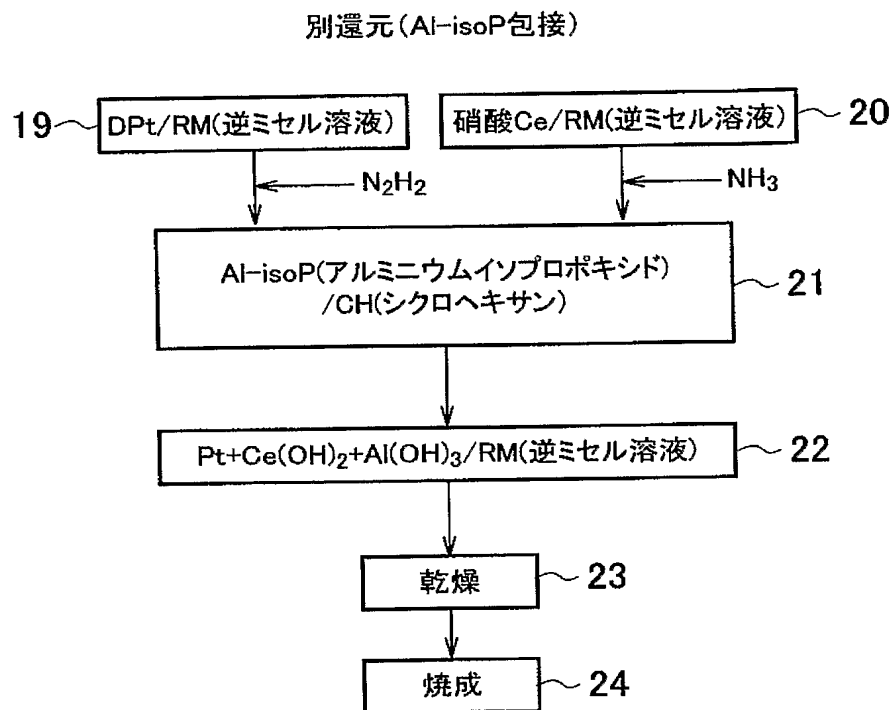 別還元(Al-isoP包接)
19
DPt/RM(逆ミセル溶液)
硝酸Ce/RM(逆ミセル溶液)
20
N₂H₂
NH₃
Al-isoP(アルミニウムイソプロポキシド)
/CH(シクロヘキサン)
21
Pt+Ce(OH)₂+Al(OH)₃/RM(逆ミセル溶液)
22
乾燥
23
焼成
24